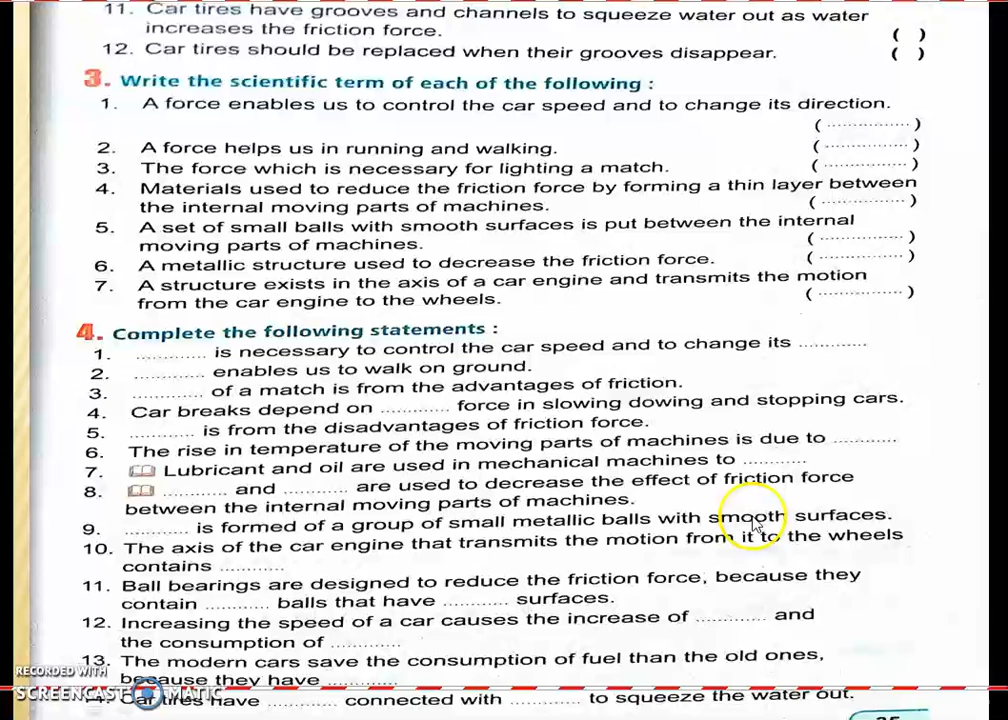 11. Car tires have grooves and channels to squeeze water out as water
increases the friction force. ( )
12. Car tires should be replaced when their grooves disappear. ( )
3. Write the scientific term of each of the following :
1. A force enables us to control the car speed and to change its direction.
(..............)
2. A force helps us in running and walking. (..............)
3. The force which is necessary for lighting a match. (..............)
4. Materials used to reduce the friction force by forming a thin layer between
the internal moving parts of machines. (..............)
5. A set of small balls with smooth surfaces is put between the internal
moving parts of machines. (..............)
6. A metallic structure used to decrease the friction force. (..............)
7. A structure exists in the axis of a car engine and transmits the motion
from the car engine to the wheels. (..............)
4. Complete the following statements :
1. ............ is necessary to control the car speed and to change its ............
2. ............ enables us to walk on ground.
3. ............ of a match is from the advantages of friction.
4. Car breaks depend on ............ force in slowing dowing and stopping cars.
5. ............ is from the disadvantages of friction force.
6. The rise in temperature of the moving parts of machines is due to ............
7. Lubricant and oil are used in mechanical machines to ............
8. ............ and ............ are used to decrease the effect of friction force
between the internal moving parts of machines.
9. ............ is formed of a group of small metallic balls with smooth surfaces.
10. The axis of the car engine that transmits the motion from it to the wheels
contains ............
11. Ball bearings are designed to reduce the friction force, because they
contain ............ balls that have ............ surfaces.
12. Increasing the speed of a car causes the increase of ............ and
the consumption of ............
13. The modern cars save the consumption of fuel than the old ones,
because they have ............
14. Car tires have ............ connected with ............ to squeeze the water out.
RECORDED WITH
SCREENCAST MATIC